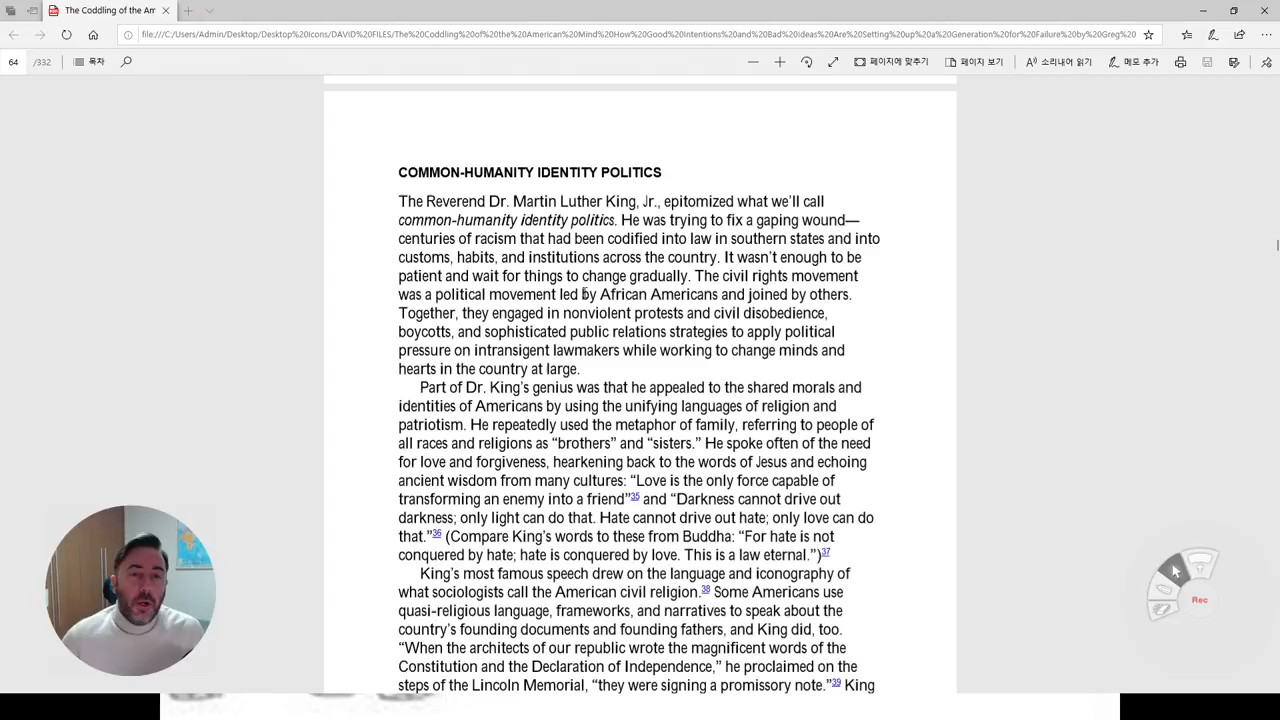 The Coddling of the Am
file:///C:/Users/Admin/Desktop/Desktop%20Icons/DAVID%20FILES/The%20Coddling%20of%20the%20American%20Mind%20How%20Good%20Intentions%20and%20Bad%20Ideas%20Are%20Setting%20up%20a%20Generation%20for%20Failure%20by%20Greg%20
64 /332 목차 페이지에 맞추기 페이지 보기 소리내어 읽기 메모 추가
COMMON-HUMANITY IDENTITY POLITICS
The Reverend Dr. Martin Luther King, Jr., epitomized what we’ll call
common-humanity identity politics. He was trying to fix a gaping wound—
centuries of racism that had been codified into law in southern states and into
customs, habits, and institutions across the country. It wasn’t enough to be
patient and wait for things to change gradually. The civil rights movement
was a political movement led by African Americans and joined by others.
Together, they engaged in nonviolent protests and civil disobedience,
boycotts, and sophisticated public relations strategies to apply political
pressure on intransigent lawmakers while working to change minds and
hearts in the country at large.
Part of Dr. King’s genius was that he appealed to the shared morals and
identities of Americans by using the unifying languages of religion and
patriotism. He repeatedly used the metaphor of family, referring to people of
all races and religions as “brothers” and “sisters.” He spoke often of the need
for love and forgiveness, hearkening back to the words of Jesus and echoing
ancient wisdom from many cultures: “Love is the only force capable of
transforming an enemy into a friend”35 and “Darkness cannot drive out
darkness; only light can do that. Hate cannot drive out hate; only love can do
that.”36 (Compare King’s words to these from Buddha: “For hate is not
conquered by hate; hate is conquered by love. This is a law eternal.”)37
King’s most famous speech drew on the language and iconography of
what sociologists call the American civil religion.38 Some Americans use
quasi-religious language, frameworks, and narratives to speak about the
country’s founding documents and founding fathers, and King did, too.
“When the architects of our republic wrote the magnificent words of the
Constitution and the Declaration of Independence,” he proclaimed on the
steps of the Lincoln Memorial, “they were signing a promissory note.”39 King
Rec